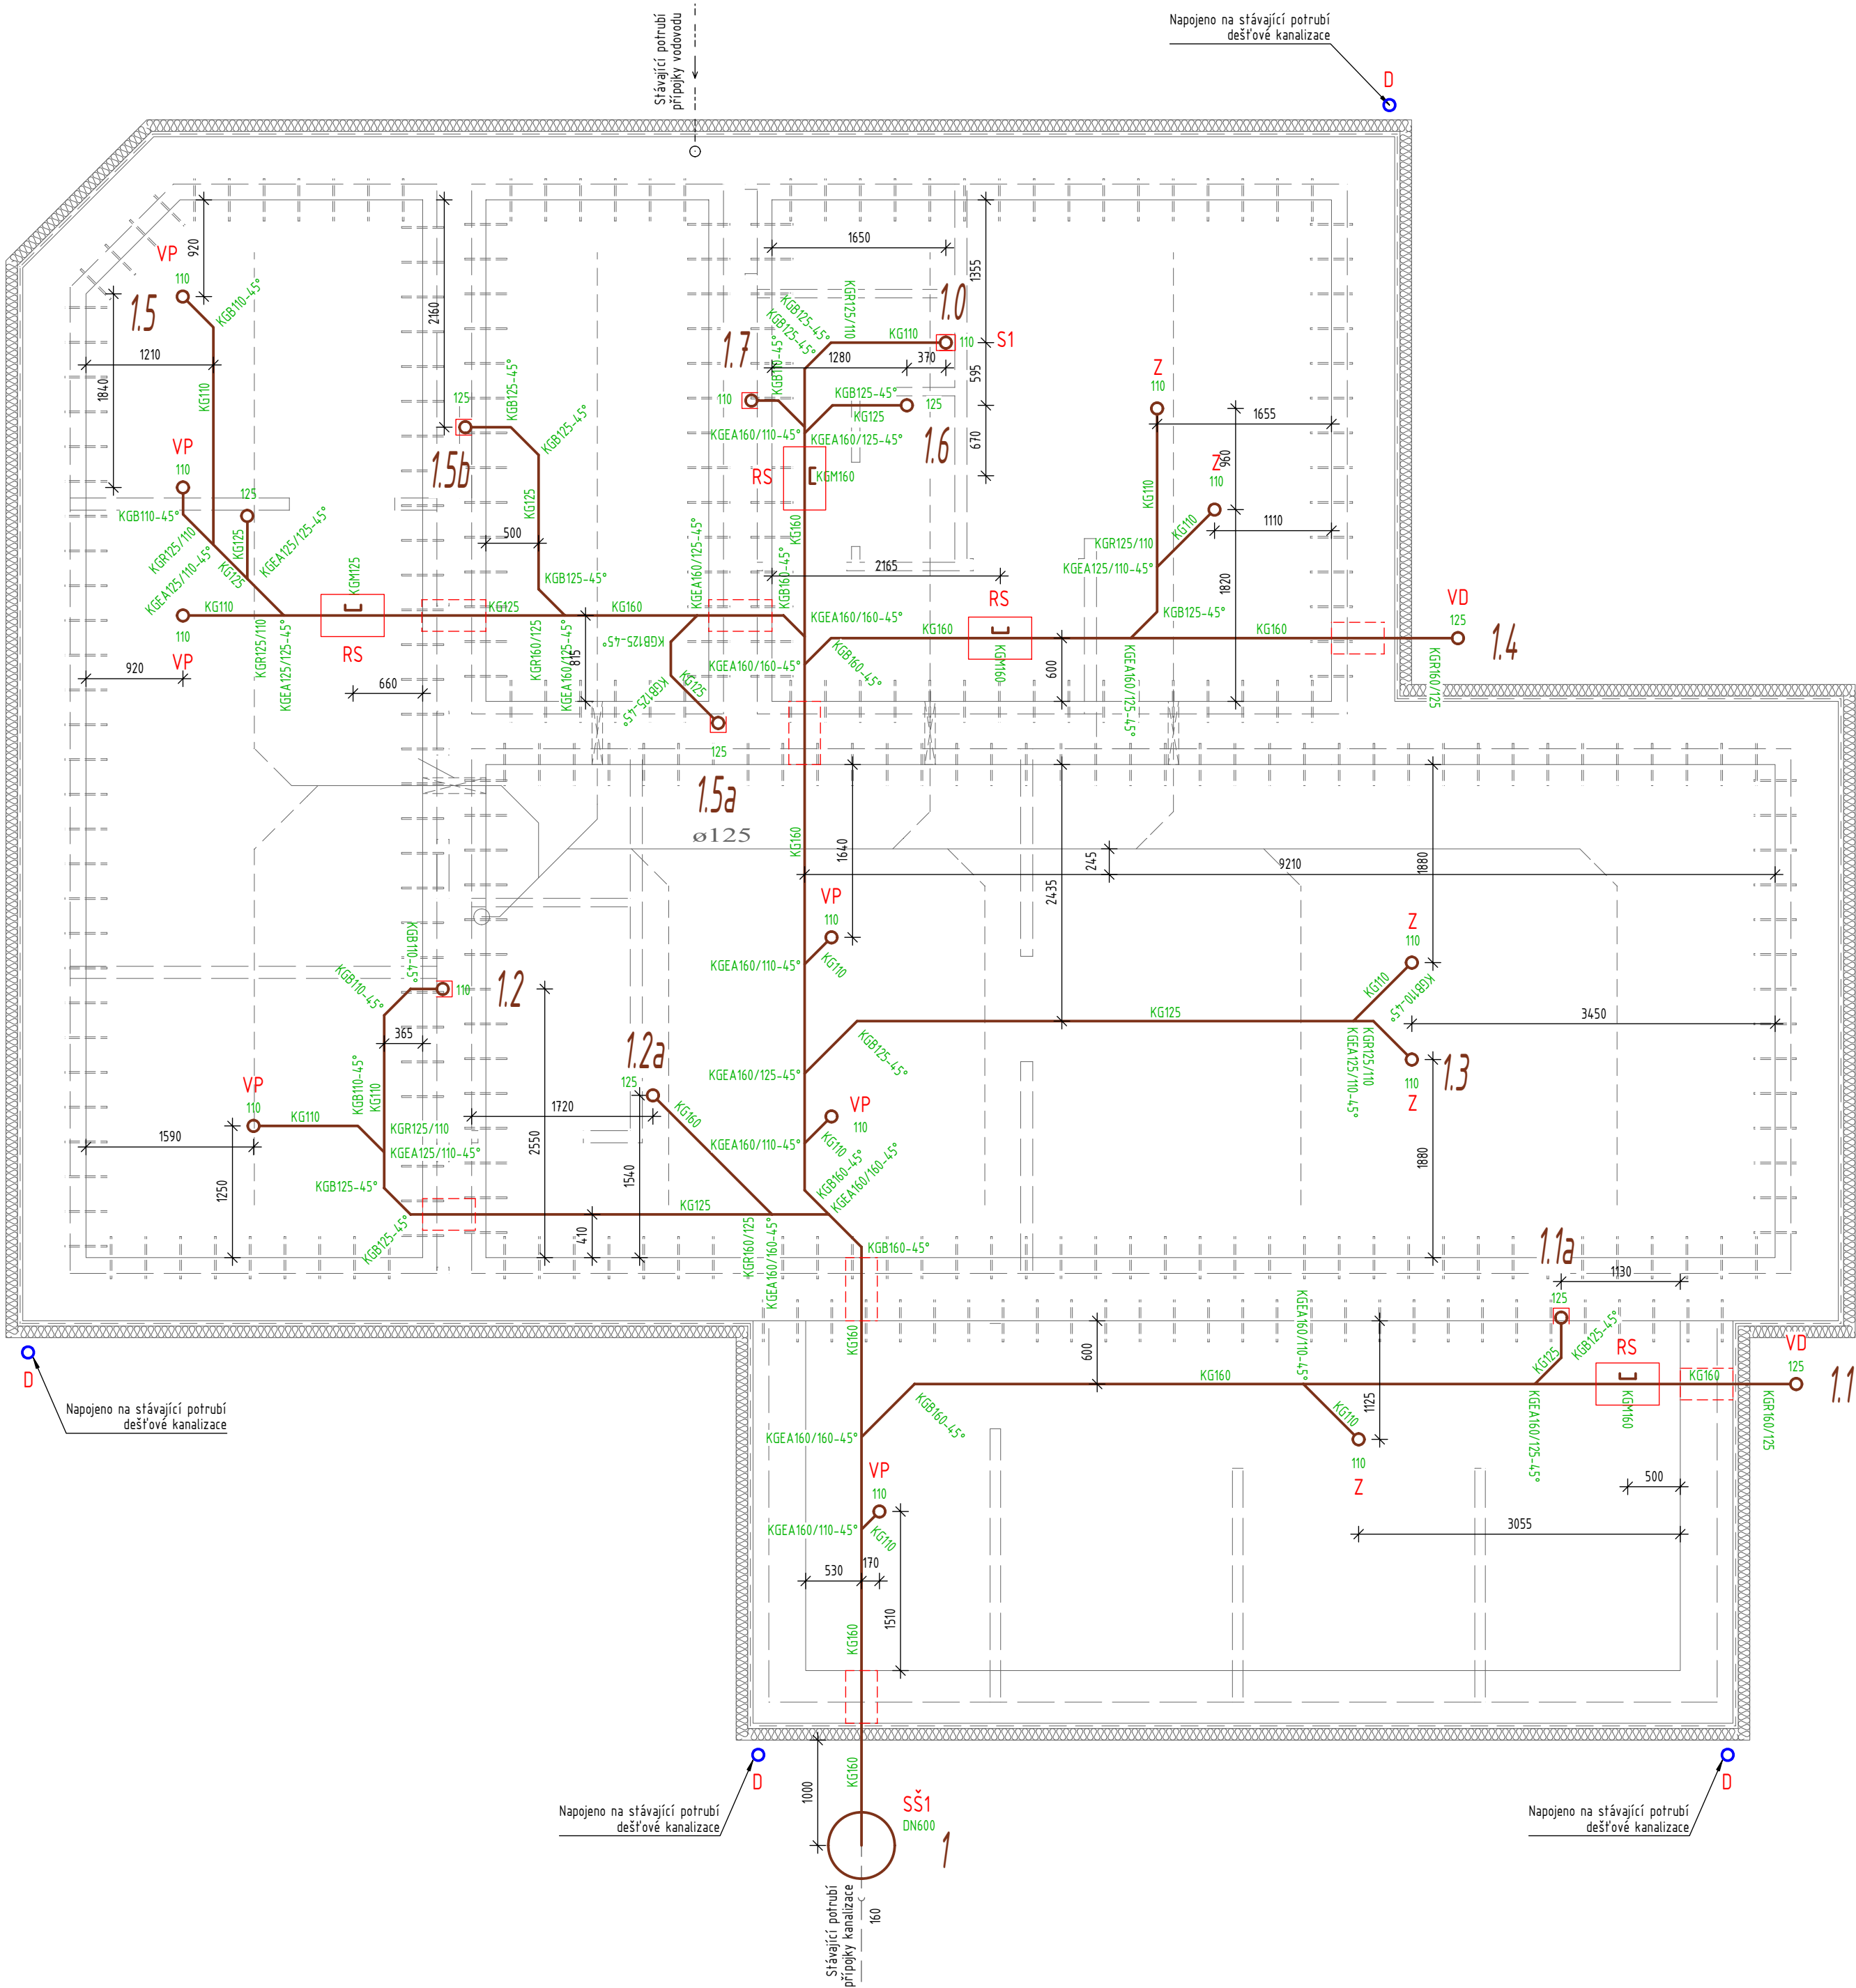 Stávající potrubí
přípojky vodovodu
Napojeno na stávající potrubí
dešťové kanalizace
D
VP
110
920
KGB110-45°
1.5
1210
1840
KG110
VP
110
KGB110-45°
125
KG125
KGR125/110
KGEA125/110-45°
KG125
KGEA125/125-45°
KG110
110
VP
KGR125/110
KGEA125/125-45°
KGM125
RS
920
660
2160
125
1.5b
KGB125-45°
KGB125-45°
KG125
500
KGB125-45°
KG125
KG160
KGR160/125
KGEA160/125-45°
815
KGEA160/125-45°
KGB125-45°
KGB125-45°
KG125
125
1.5a
ø125
KGB160-45°
1650
1355
1.0
KGR125/110
KGB125-45°
KGB125-45°
KG110
110
S1
1.7
KGB110-45°
1280
370
595
110
KGB125-45°
KG125
125
KGEA160/110-45°
KGEA160/125-45°
1.6
670
RS
KGM160
KG160
2165
KGEA160/160-45°
KGEA160/160-45°
KGB160-45°
KG160
RS
KGM160
600
Z
110
1655
960
Z
110
KG110
KG110
1110
KGR125/110
KGEA125/110-45°
1820
KGB125-45°
KGEA160/125-45°
KG160
VD
125
1.4
KGR160/125
KG160
1640
2435
245
9210
1880
VP
110
KGEA160/110-45°
KG110
Z
110
KG110
KGB110-45°
3450
KG125
KGB125-45°
KGEA160/125-45°
KGR125/110
KGEA125/110-45°
110
Z
1.3
1880
KGB110-45°
KGB110-45°
110
1.2
365
KGB110-45°
KG110
VP
110
KG110
1590
1250
KGR125/110
KGEA125/110-45°
KGB125-45°
KGB125-45°
1.2a
125
1720
2550
1540
KG160
KG125
410
VP
110
KGEA160/110-45°
KG110
KGB160-45°
KGEA160/160-45°
KGR160/125
KGEA160/160-45°
KGB160-45°
KG160
1.1a
1130
125
KGB125-45°
KG125
KGEA160/110-45°
600
KG160
1125
KGB160-45°
KGEA160/160-45°
KG110
110
Z
KGEA160/125-45°
RS
KGM160
KG160
VD
125
1.1
KGR160/125
500
3055
VP
110
KGEA160/110-45°
KG110
530
170
1510
KG160
D
Napojeno na stávající potrubí
dešťové kanalizace
D
Napojeno na stávající potrubí
dešťové kanalizace
D
Napojeno na stávající potrubí
dešťové kanalizace
1000
KG160
SŠ1
DN600
1
Stávající potrubí
přípojky kanalizace
160